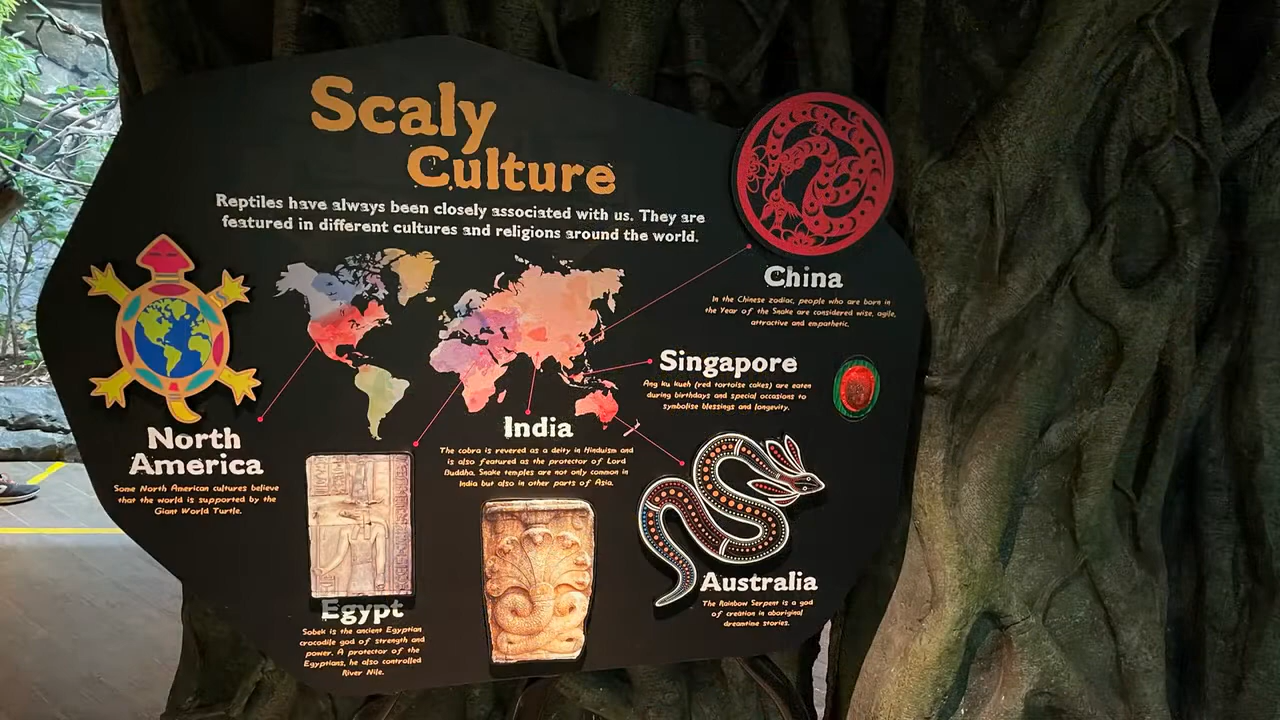 Scaly
Culture
Reptiles have always been closely associated with us. They are
featured in different cultures and religions around the world.
China
In the Chinese zodiac, people who are born in
the Year of the Snake are considered wise, agile,
attractive and empathetic.
Singapore
Ang ku kueh (red tortoise cakes) are eaten
during birthdays and special occasions to
symbolise blessings and longevity.
North
America
Some North American cultures believe
that the world is supported by the
Giant World Turtle.
India
The cobra is revered as a deity in Hinduism and
is also featured as the protector of Lord
Buddha. Snake temples are not only common in
India but also in other parts of Asia.
Egypt
Sobek is the ancient Egyptian
crocodile god of strength and
power. A protector of the
Egyptians, he also controlled
River Nile.
Australia
The Rainbow Serpent is a god
of creation in aboriginal
dreamtime stories.